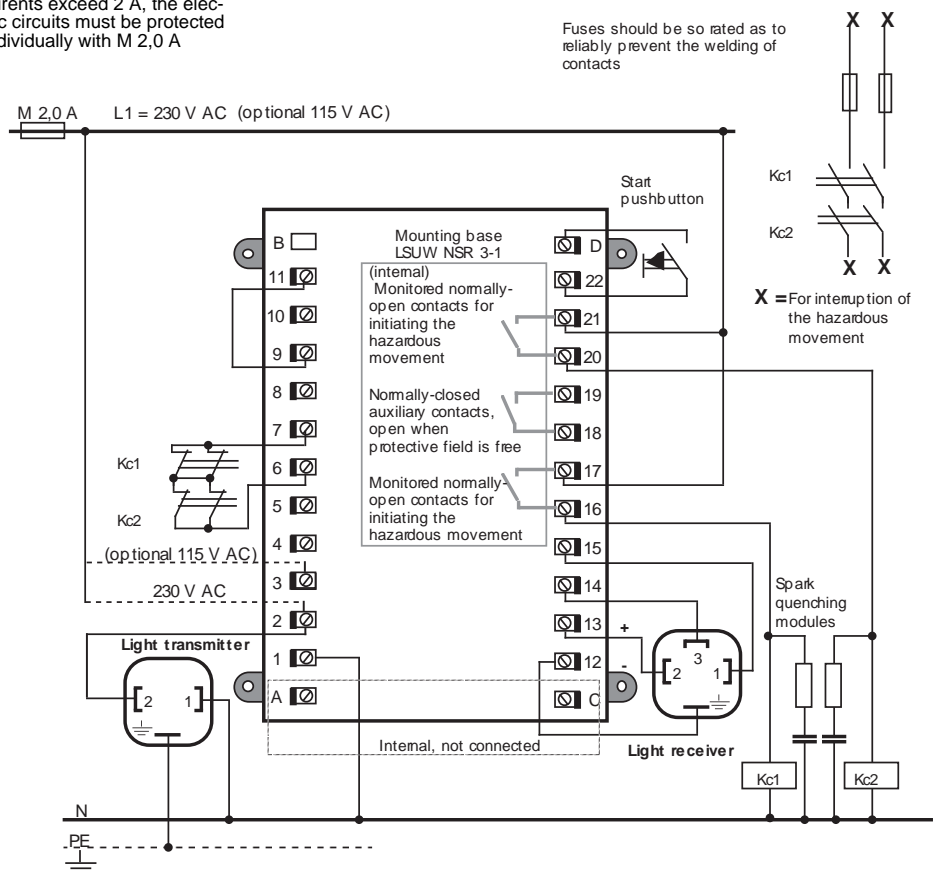 exceed 2 A, the elec-
circuits must be protected
with M 2,0 A
Fuses should be so rated as to
reliably prevent the welding of
contacts
X X
M 2,0 A
L1 = 230 V AC (optional 115 V AC)
Kc1
Kc2
X X
X = For interruption of
the hazardous
movement
Start
pushbutton
Mounting base
LSUW NSR 3-1
(internal)
Monitored normally-
open contacts for
initiating the
hazardous
movement
Normally-closed
auxiliary contacts,
open when
protective field is free
Monitored normally-
open contacts for
initiating the
hazardous movement
B
11
10
9
8
7
6
5
4
3
2
1
A
D
22
21
20
19
18
17
16
15
14
13
12
C
+
-
Kc1
Kc2
(optional 115 V AC)
230 V AC
Light transmitter
2 1
Internal, not connected
3
2 1
Light receiver
Spark
quenching
modules
Kc1
Kc2
N
PE